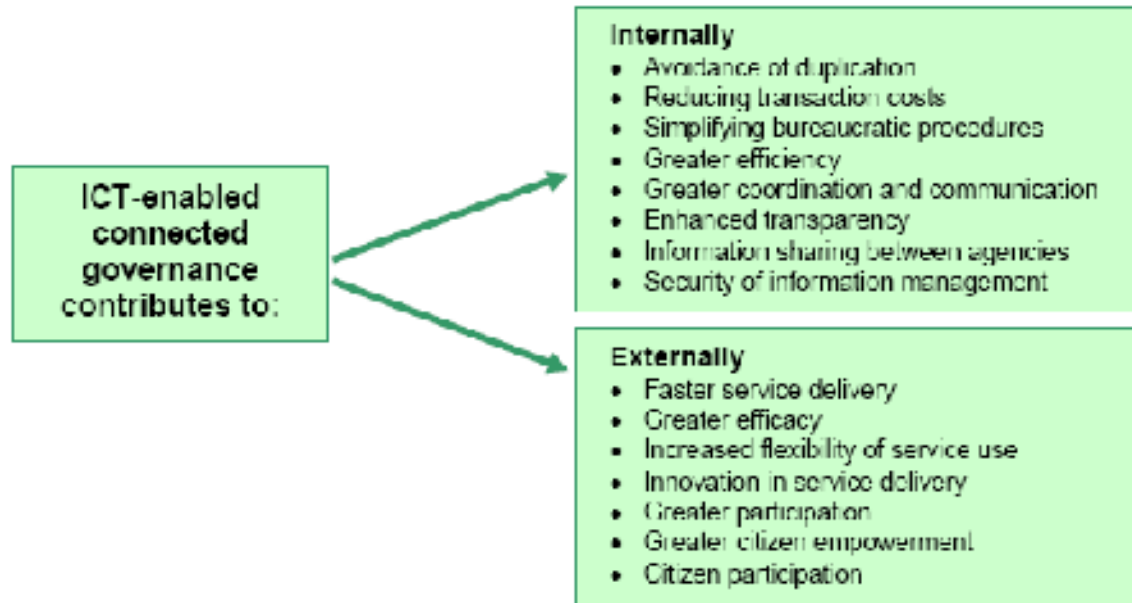 ICT-enabled
connected
governance
contributes to:
Internally
• Avoidance of duplication
• Reducing transaction costs
• Simplifying bureaucratic procedures
• Greater efficiency
• Greater coordination and communication
• Enhanced transparency
• Information sharing between agencies
• Security of information management
Externally
• Faster service delivery
• Greater efficacy
• Increased flexibility of service use
• Innovation in service delivery
• Greater participation
• Greater citizen empowerment
• Citizen participation